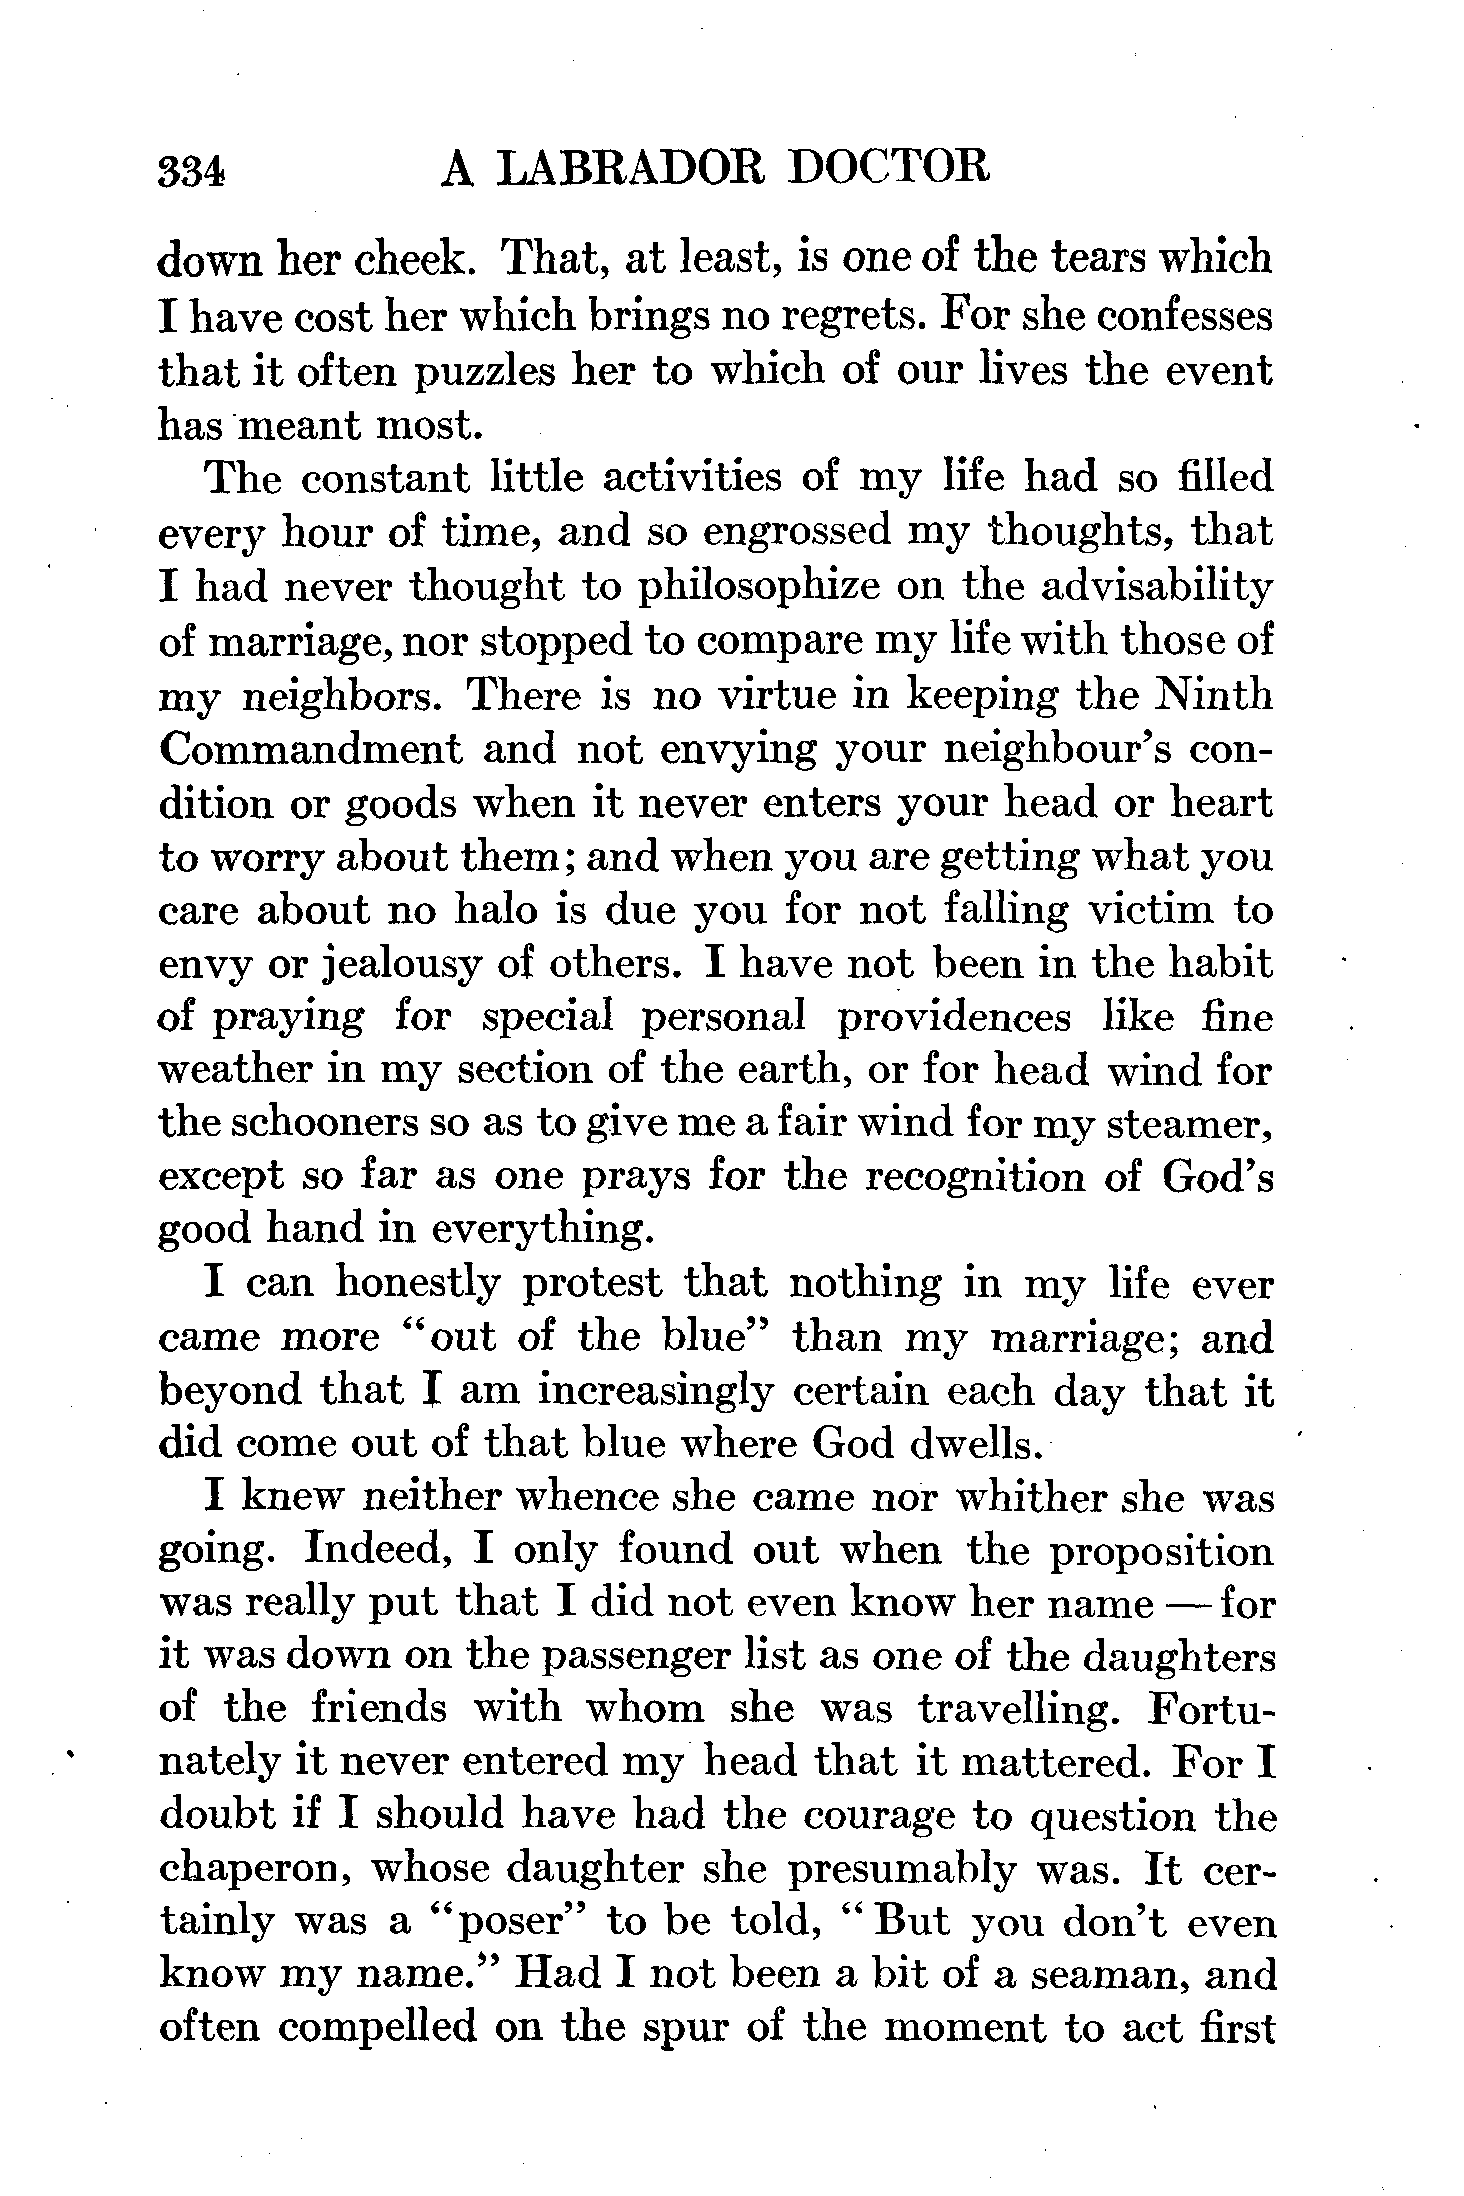 334 A LABRADOR DOCTOR
down her cheek. That, at least, is one of the tears which
I have cost her which brings no regrets. For she confesses
that it often puzzles her to which of our lives the event
has meant most.
The constant little activities of my life had so filled
every hour of time, and so engrossed my thoughts, that
I had never thought to philosophize on the advisability
of marriage, nor stopped to compare my life with those of
my neighbors. There is no virtue in keeping the Ninth
Commandment and not envying your neighbour's con-
dition or goods when it never enters your head or heart
to worry about them; and when you are getting what you
care about no halo is due you for not falling victim to
envy or jealousy of others. I have not been in the habit
of praying for special personal providences like fine
weather in my section of the earth, or for head wind for
the schooners so as to give me a fair wind for my steamer,
except so far as one prays for the recognition of God's
good hand in everything.
I can honestly protest that nothing in my life ever
came more "out of the blue" than my marriage; and
beyond that I am increasingly certain each day that it
did come out of that blue where God dwells.
I knew neither whence she came nor whither she was
going. Indeed, I only found out when the proposition
was really put that I did not even know her name — for
it was down on the passenger list as one of the daughters
of the friends with whom she was travelling. Fortu-
nately it never entered my head that it mattered. For I
doubt if I should have had the courage to question the
chaperon, whose daughter she presumably was. It cer-
tainly was a "poser" to be told, "But you don't even
know my name." Had I not been a bit of a seaman, and
often compelled on the spur of the moment to act first